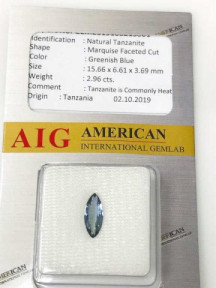 Identification : Natural Tanzanite
Shape : Marquise Faceted Cut
Color : Greenish Blue
Size : 15.66 x 6.61 x 3.69 mm
Weight : 2.96 cts.
Comment : Tanzanite is Commonly Heat
Origin : Tanzania 02.10.2019
AIG AMERICAN
INTERNATIONAL GEMLAB
AMERICAN